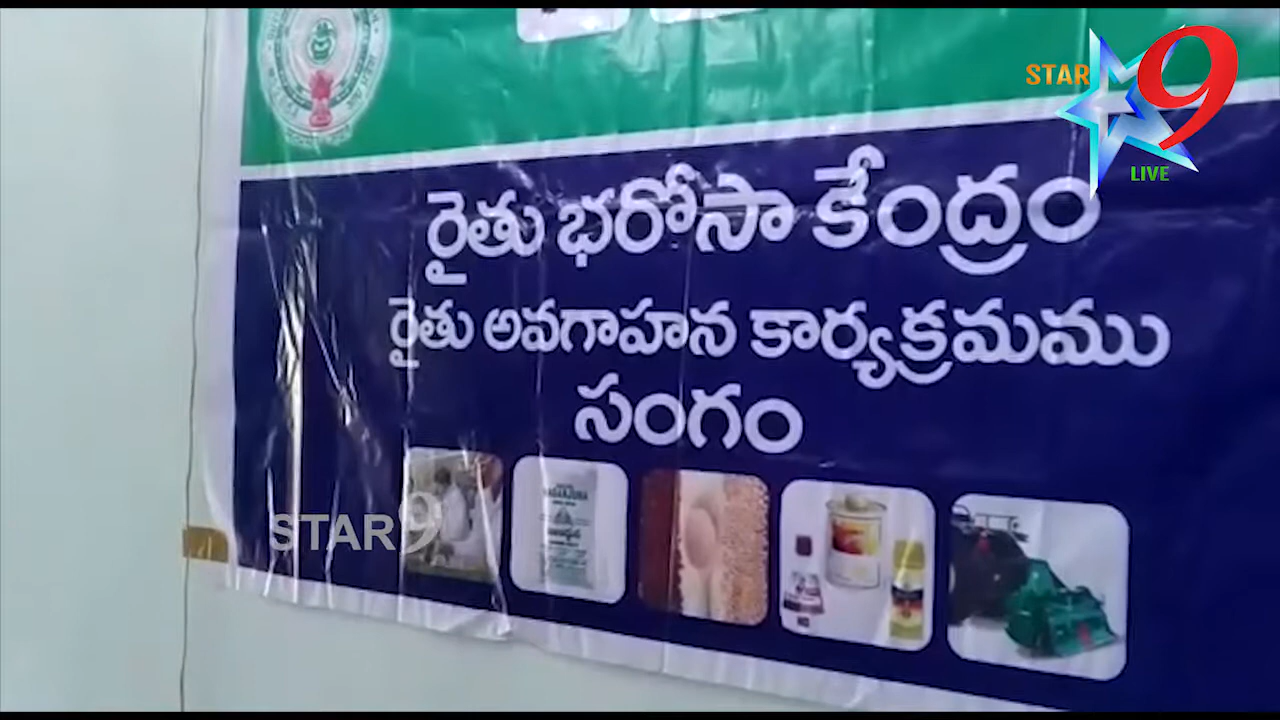 STAR 9
LIVE
రైతు భరోసా కేంద్రం
రైతు అవగాహన కార్యక్రమము
సంగం
STAR9